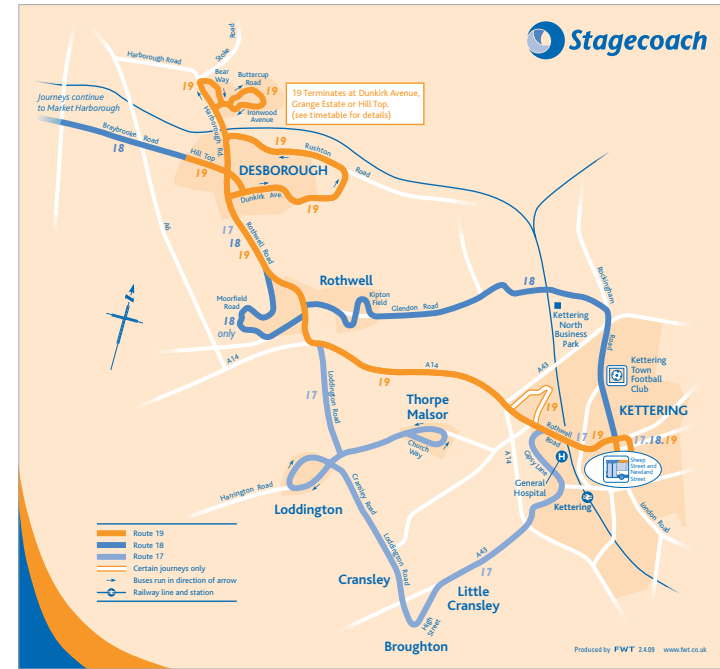 Stagecoach
Harborough Road
Stoke
Road
Bear
Way
Buttercup
Road
19
19
Ironwood
Avenue
19 Terminates at Dunkirk Avenue,
Grange Estate or Hill Top.
(see timetable for details)
Journeys continue
to Market Harborough
Braybrooke Road
18
Harborough Rd.
Hill Top
19
19
Rushton
Road
DESBOROUGH
Dunkirk Ave.
19
A6
17
18
19
Rothwell Road
N
Rothwell
Moorfield
Road
18
only
Kipton
Field
Glendon Road
18
Rockingham
Road
Kettering
North
Business
Park
A14
17
Loddington Road
19
A14
A43
Kettering
Town
Football
Club
KETTERING
Thorpe
Malsor
Church
Way
19
Rothwell
Road
17
19
17.18.19
A14
Gipsy Lane
H
General
Hospital
Sheep
Street and
Newland
Street
Kettering
London Road
Harrington Road
Loddington
Cransley Road
Loddington Road
A43
17
Cransley
Little
Cransley
High
Street
Broughton
Route 19
Route 18
Route 17
Certain journeys only
Buses run in direction of arrow
Railway line and station
Produced by FWT 2.4.09 www.fwt.co.uk